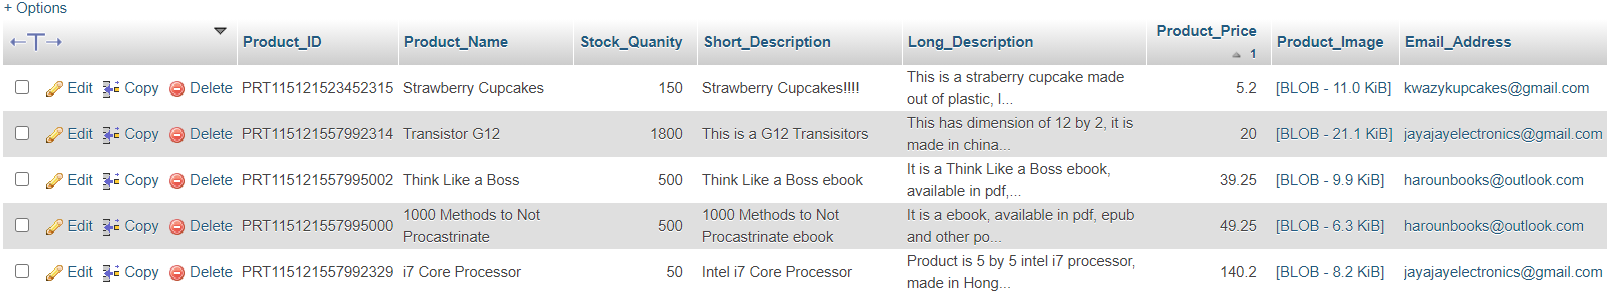 + Options
←T→ Product_ID Product_Name Stock_Quanity Short_Description Long_Description Product_Price 1 Product_Image Email_Address
Edit Copy Delete PRT115121523452315 Strawberry Cupcakes 150 Strawberry Cupcakes!!!! This is a straberry cupcake made
out of plastic, I... 5.2 [BLOB - 11.0 KiB] kwazykupcakes@gmail.com
Edit Copy Delete PRT115121557992314 Transistor G12 1800 This is a G12 Transisitors This has dimension of 12 by 2, it is
made in china... 20 [BLOB - 21.1 KiB] jayajayelectronics@gmail.com
Edit Copy Delete PRT115121557995002 Think Like a Boss 500 Think Like a Boss ebook It is a Think Like a Boss ebook,
available in pdf,... 39.25 [BLOB - 9.9 KiB] harounbooks@outlook.com
Edit Copy Delete PRT115121557995000 1000 Methods to Not
Procastrinate 500 1000 Methods to Not
Procastrinate ebook It is a ebook, available in pdf, epub
and other po... 49.25 [BLOB - 6.3 KiB] harounbooks@outlook.com
Edit Copy Delete PRT115121557992329 i7 Core Processor 50 Intel i7 Core Processor Product is 5 by 5 intel i7 processor,
made in Hong... 140.2 [BLOB - 8.2 KiB] jayajayelectronics@gmail.com